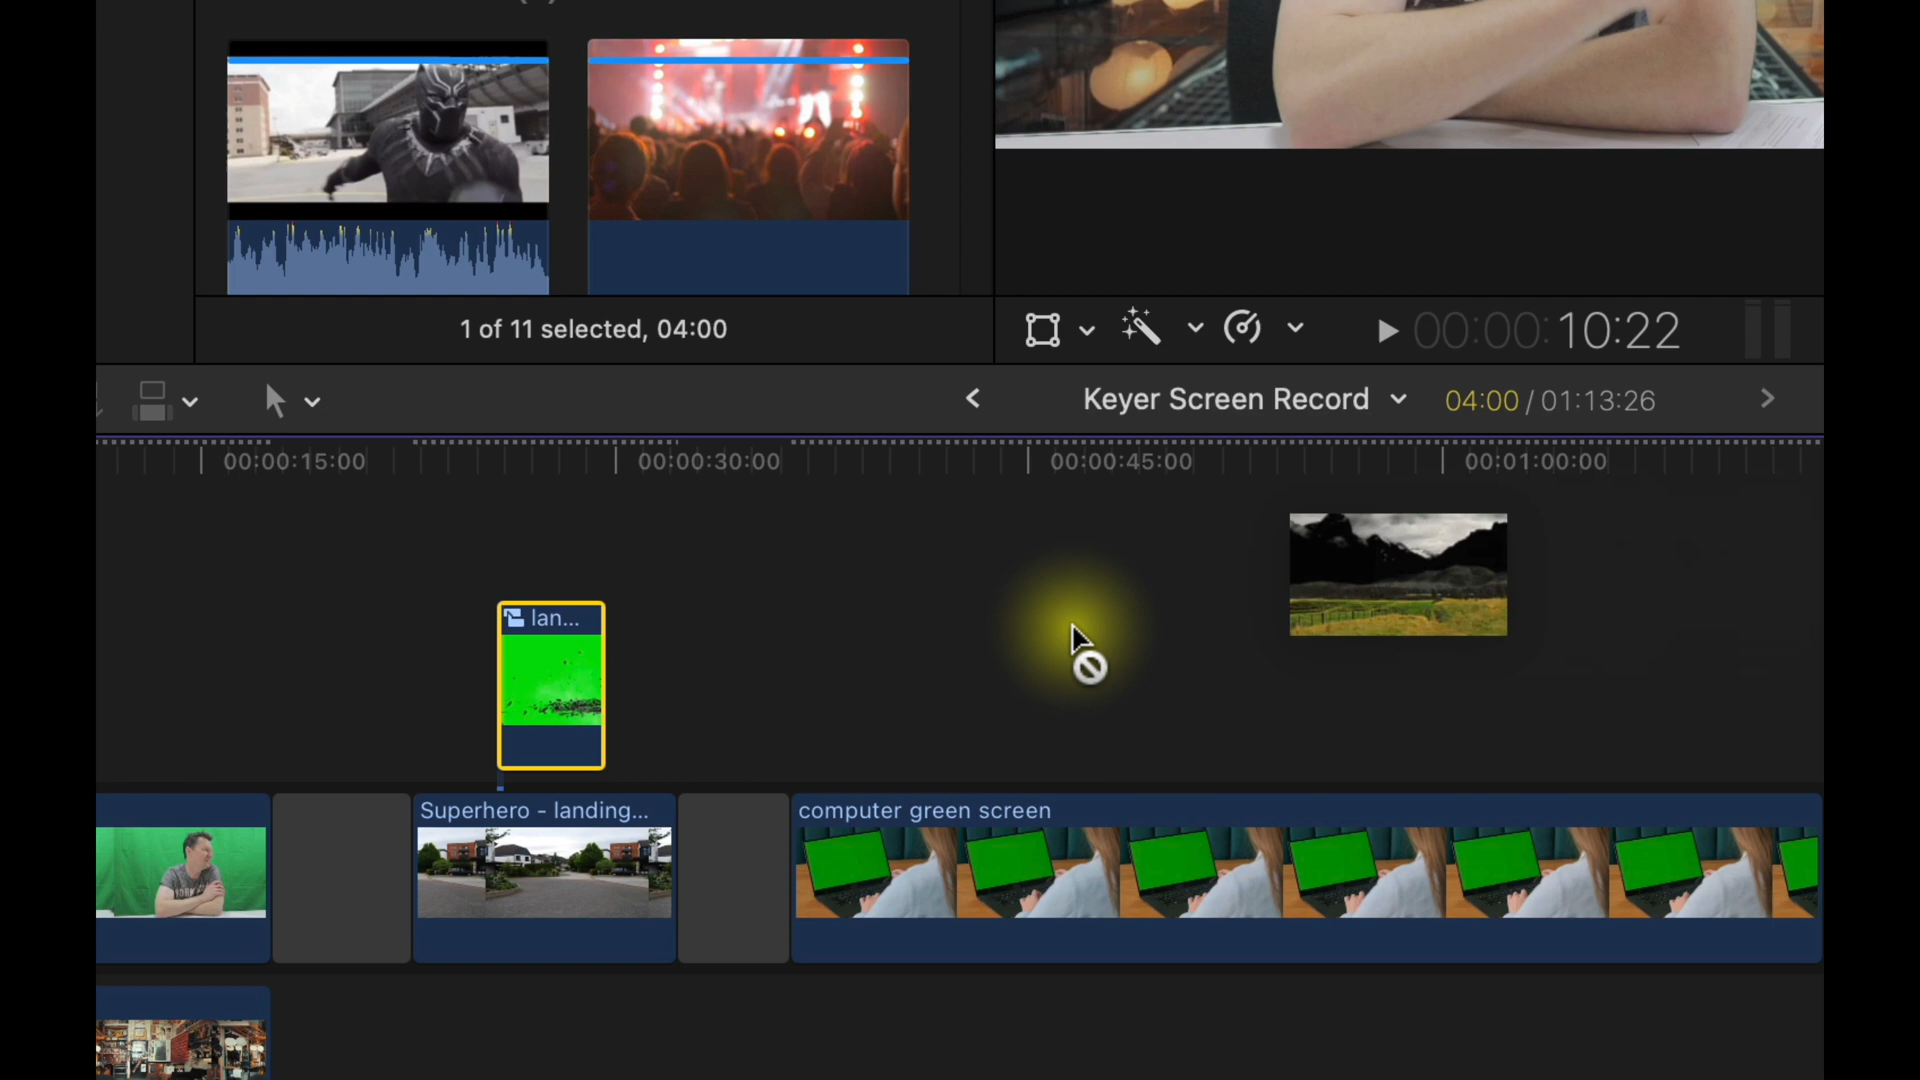 1 of 11 selected, 04:00
00:00:10:22
Keyer Screen Record
04:00 / 01:13:26
00:00:15:00
00:00:30:00
00:00:45:00
00:01:00:00
lan...
Superhero - landing...
computer green screen